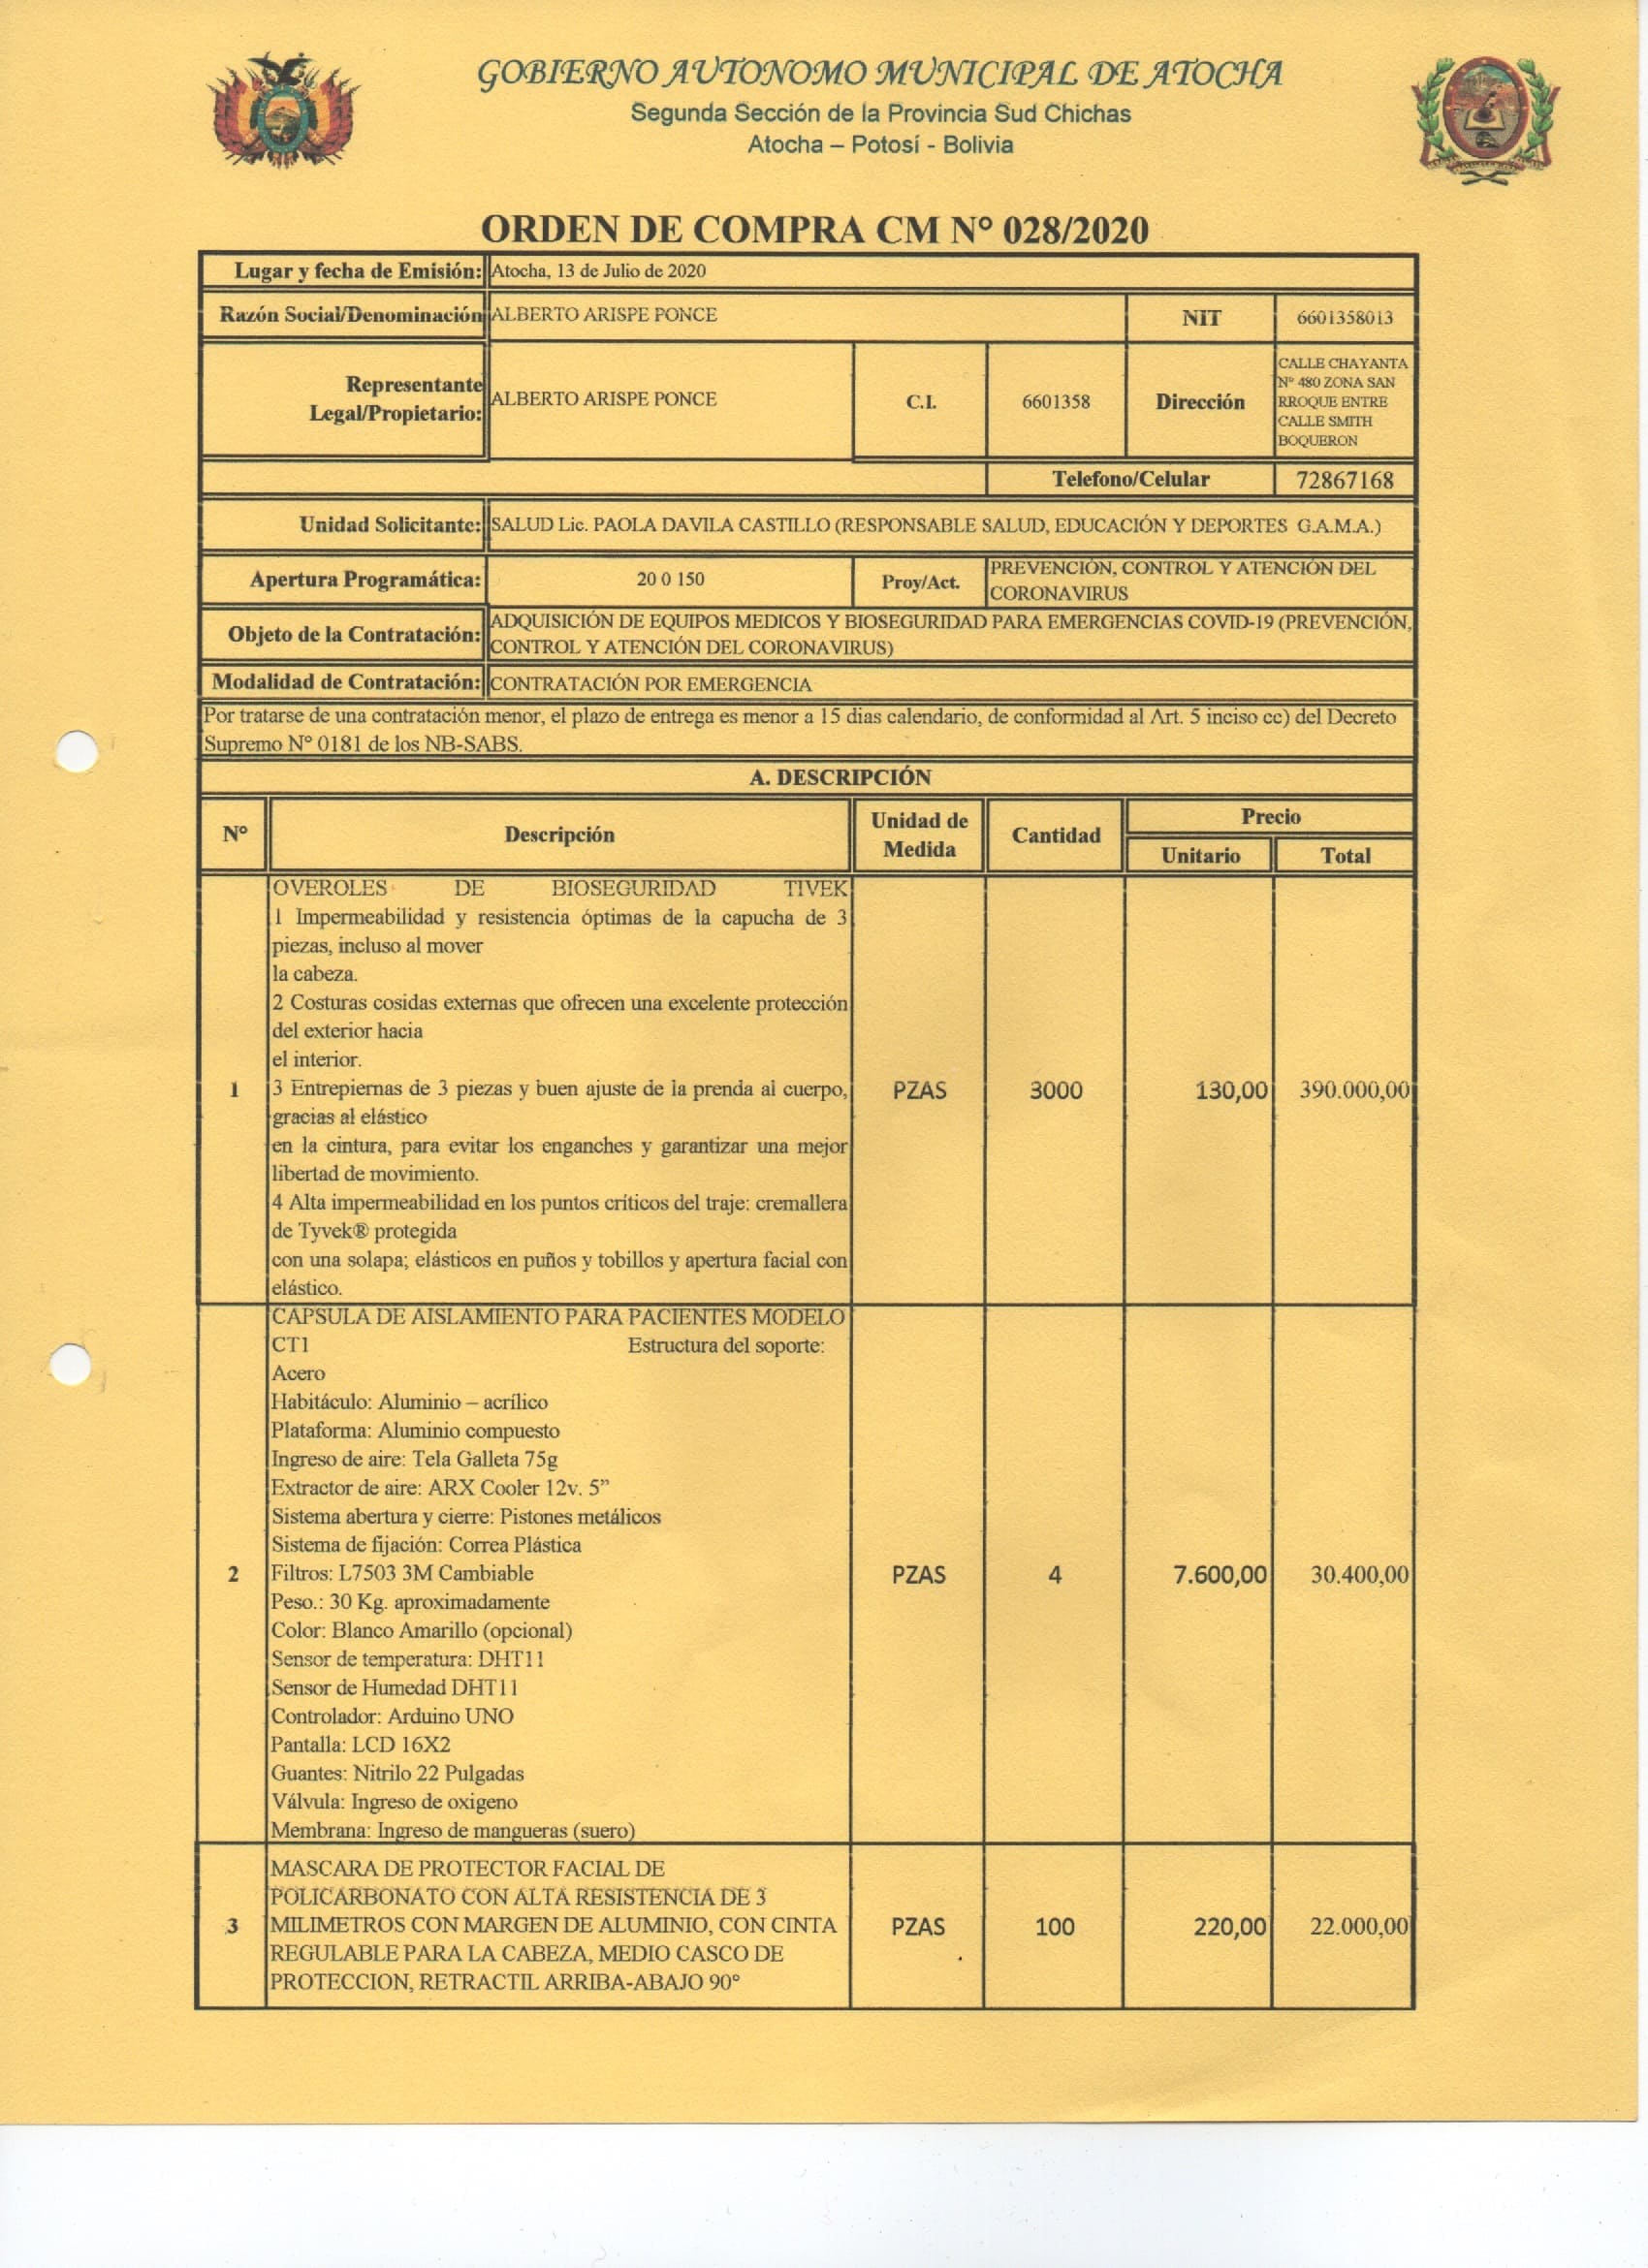 GOBIERNO AUTONOMO MUNICIPAL DE ATOCHA
Segunda Sección de la Provincia Sud Chichas
Atocha – Potosí - Bolivia
ORDEN DE COMPRA CM N° 028/2020
Lugar y fecha de Emisión: Atocha, 13 de Julio de 2020
Razón Social/Denominación ALBERTO ARISPE PONCE NIT 6601358013
Representante Legal/Propietario: ALBERTO ARISPE PONCE C.I. 6601358 Dirección
CALLE CHAYANTA
N° 480 ZONA SAN
RROQUE ENTRE
CALLE SMITH
BOQUERON
Telefono/Celular 72867168
Unidad Solicitante: SALUD Lic. PAOLA DAVILA CASTILLO (RESPONSABLE SALUD, EDUCACIÓN Y DEPORTES G.A.M.A.)
Apertura Programática: 20 0 150 Proy/Act. PREVENCIÓN, CONTROL Y ATENCIÓN DEL
CORONAVIRUS
Objeto de la Contratación: ADQUISICIÓN DE EQUIPOS MEDICOS Y BIOSEGURIDAD PARA EMERGENCIAS COVID-19 (PREVENCIÓN,
CONTROL Y ATENCIÓN DEL CORONAVIRUS)
Modalidad de Contratación: CONTRATACIÓN POR EMERGENCIA
Por tratarse de una contratación menor, el plazo de entrega es menor a 15 dias calendario, de conformidad al Art. 5 inciso cc) del Decreto
Supremo N° 0181 de los NB-SABS.
A. DESCRIPCIÓN
N° Descripción Unidad de Medida Cantidad Precio
Unitario Total
OVEROLES DE BIOSEGURIDAD TIVEK
1 Impermeabilidad y resistencia óptimas de la capucha de 3
piezas, incluso al mover
la cabeza.
2 Costuras cosidas externas que ofrecen una excelente protección
del exterior hacia
el interior.
1 3 Entrepiernas de 3 piezas y buen ajuste de la prenda al cuerpo, PZAS 3000 130,00 390.000,00
gracias al elástico
en la cintura, para evitar los enganches y garantizar una mejor
libertad de movimiento.
4 Alta impermeabilidad en los puntos críticos del traje: cremallera
de Tyvek® protegida
con una solapa; elásticos en puños y tobillos y apertura facial con
elástico.
CAPSULA DE AISLAMIENTO PARA PACIENTES MODELO
CT1 Estructura del soporte:
Acero
Habitáculo: Aluminio – acrílico
Plataforma: Aluminio compuesto
Ingreso de aire: Tela Galleta 75g
Extractor de aire: ARX Cooler 12v. 5”
Sistema abertura y cierre: Pistones metálicos
Sistema de fijación: Correa Plástica
2 Filtros: L7503 3M Cambiable PZAS 4 7.600,00 30.400,00
Peso.: 30 Kg. aproximadamente
Color: Blanco Amarillo (opcional)
Sensor de temperatura: DHT11
Sensor de Humedad DHT11
Controlador: Arduino UNO
Pantalla: LCD 16X2
Guantes: Nitrilo 22 Pulgadas
Válvula: Ingreso de oxigeno
Membrana: Ingreso de mangueras (suero)
MASCARA DE PROTECTOR FACIAL DE
POLICARBONATO CON ALTA RESISTENCIA DE 3
3 MILIMETROS CON MARGEN DE ALUMINIO, CON CINTA PZAS 100 220,00 22.000,00
REGULABLE PARA LA CABEZA, MEDIO CASCO DE
PROTECCION, RETRACTIL ARRIBA-ABAJO 90°